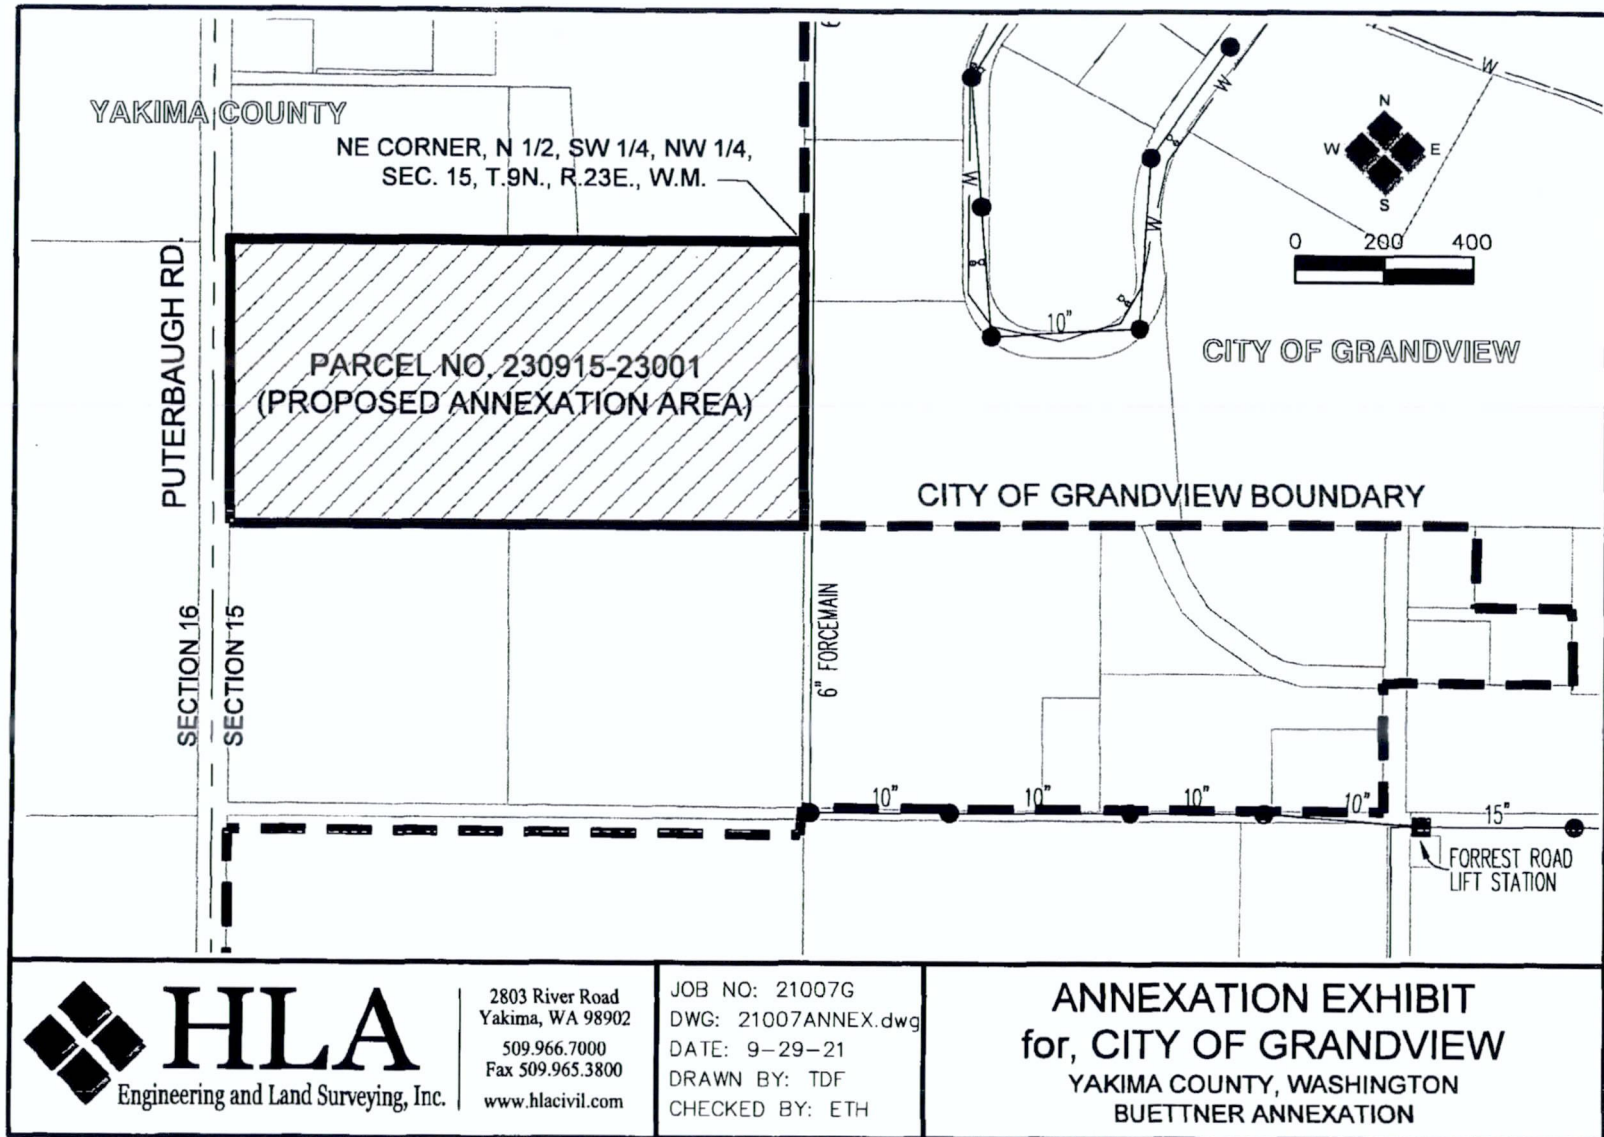 YAKIMA COUNTY
NE CORNER, N 1/2, SW 1/4, NW 1/4,
SEC. 15, T.9N., R.23E., W.M.
W
W
W
W
W
N
W E
S
0 200 400
10"
PUTERBAUGH RD.
PARCEL NO. 230915-23001
(PROPOSED ANNEXATION AREA)
CITY OF GRANDVIEW
CITY OF GRANDVIEW BOUNDARY
SECTION 16
SECTION 15
6" FORCEMAIN
10"
10"
10"
10"
15"
FORREST ROAD
LIFT STATION
HLA
Engineering and Land Surveying, Inc.
2803 River Road
Yakima, WA 98902
509.966.7000
Fax 509.965.3800
www.hlacivil.com
JOB NO: 21007G
DWG: 21007ANNEX.dwg
DATE: 9-29-21
DRAWN BY: TDF
CHECKED BY: ETH
ANNEXATION EXHIBIT
for, CITY OF GRANDVIEW
YAKIMA COUNTY, WASHINGTON
BUETTNER ANNEXATION